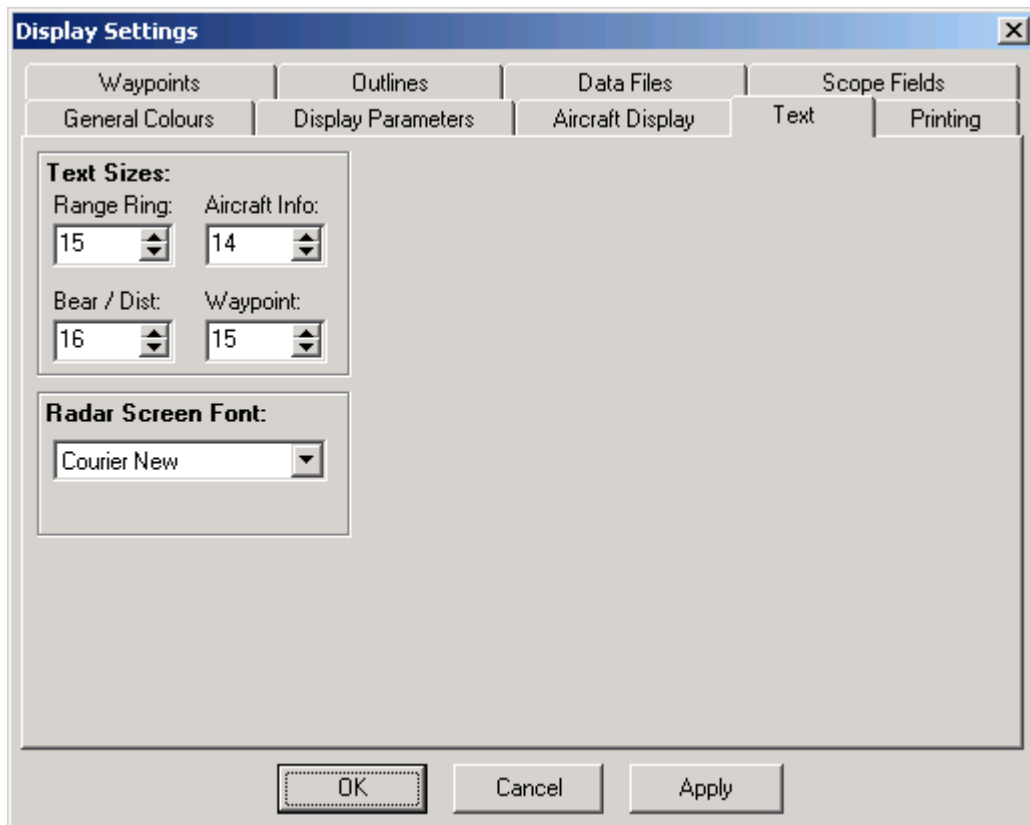 Display Settings
Waypoints Outlines Data Files Scope Fields
General Colours Display Parameters Aircraft Display Text Printing
Text Sizes:
Range Ring: Aircraft Info:
15 14
Bear / Dist: Waypoint:
16 15
Radar Screen Font:
Courier New
OK Cancel Apply